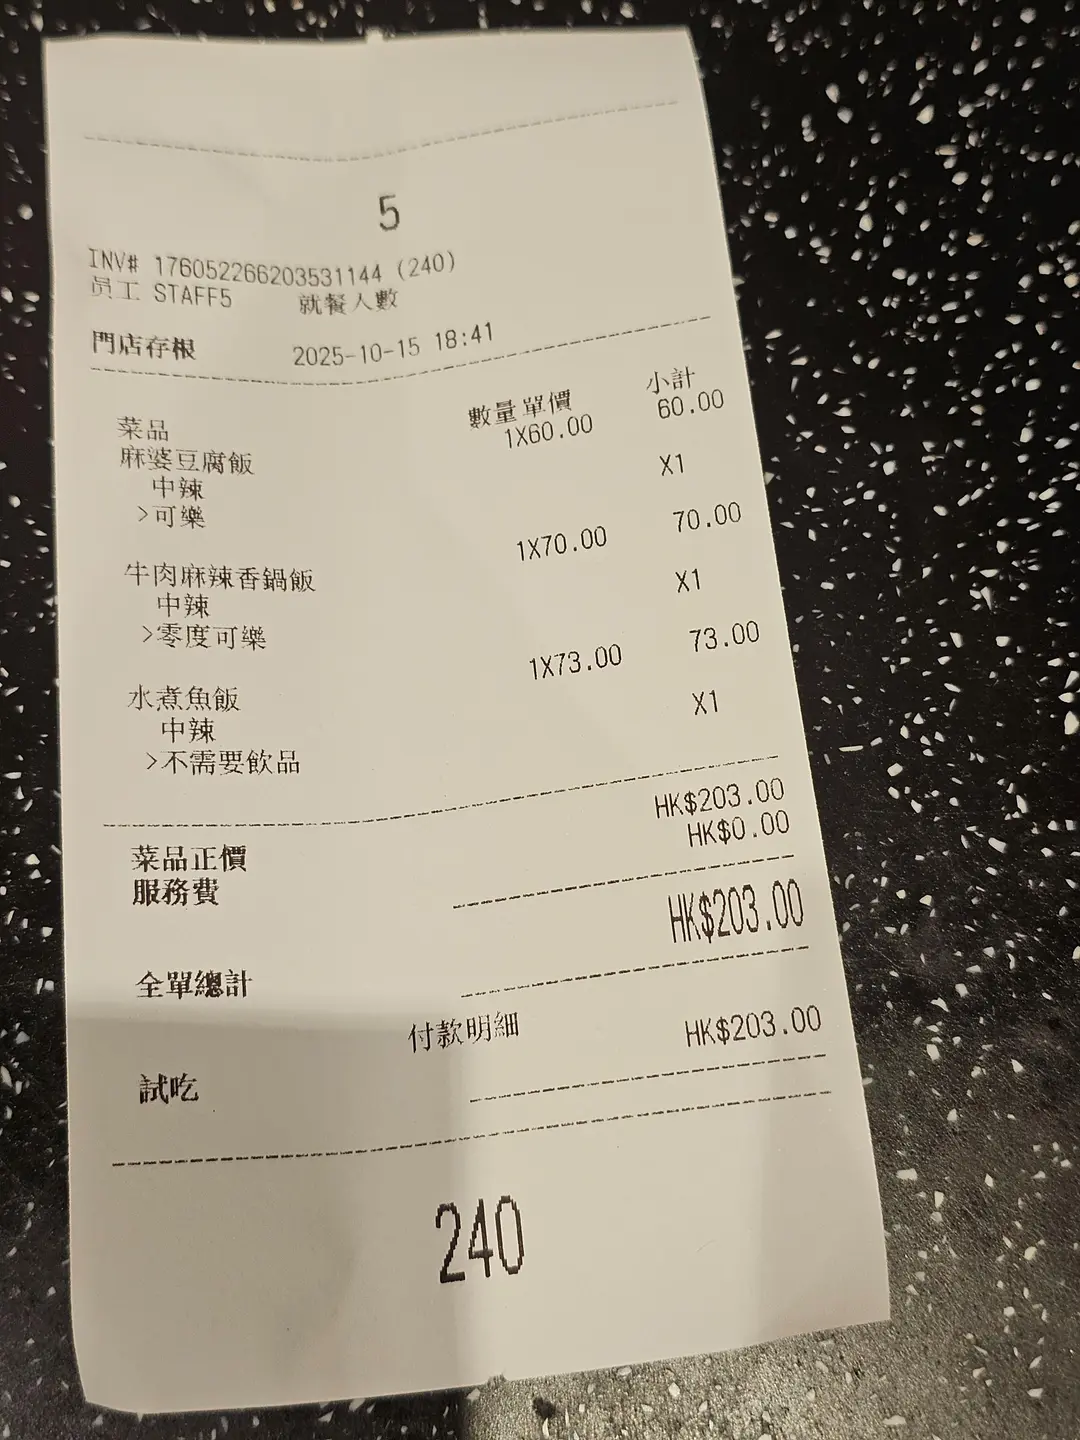 5
INV# 176052266203531144 (240)
员工 STAFF5 就餐人數
門店存根 2025-10-15 18:41
菜品 數量單價 小計
麻婆豆腐飯 1X60.00 60.00
中辣
>可樂 X1
牛肉麻辣香鍋飯 1X70.00 70.00
中辣
>零度可樂 X1
水煮魚飯 1X73.00 73.00
中辣
>不需要飲品 X1
菜品正價 HK$203.00
服務費 HK$0.00
全單總計 HK$203.00
付款明細
試吃 HK$203.00
240